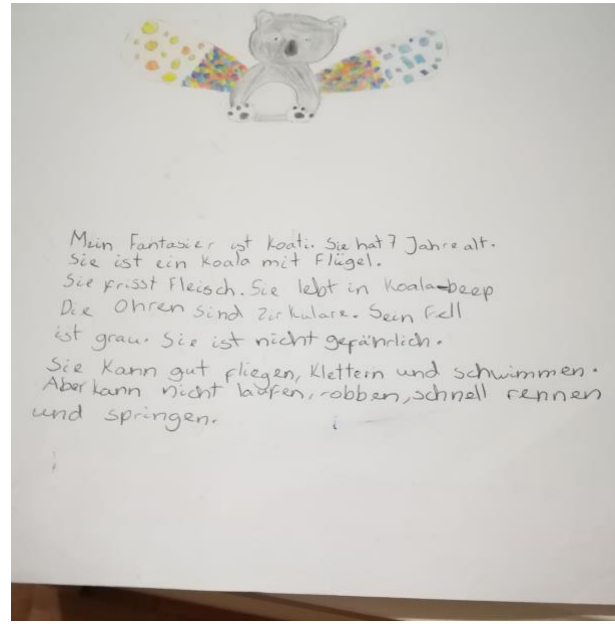 Mein Fantasier ist Koati. Sie hat 7 Jahre alt.
Sie ist ein Koala mit Flügel.
Sie frisst Fleisch. Sie lebt in Koala-beep
Die Ohren sind zirkulare. Sein Fell
ist grau. Sie ist nicht gefährlich.
Sie kann gut fliegen, klettern und schwimmen.
Aber kann nicht laufen, robben, schnell rennen
und springen.